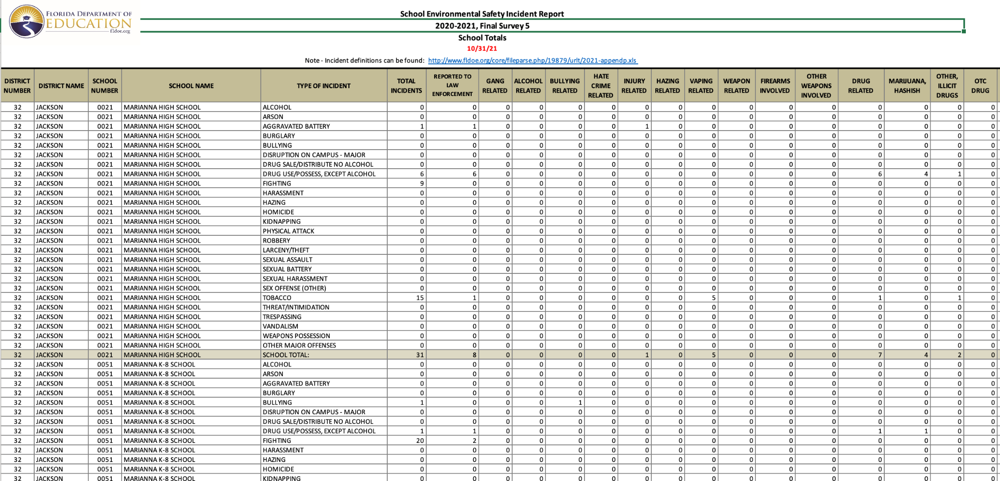 FLORIDA DEPARTMENT OF
EDUCATION
fldoe.org
School Environmental Safety Incident Report
2020-2021, Final Survey 5
School Totals
10/31/21
Note - Incident definitions can be found: http://www.fldoe.org/core/fileparse.php/19879/urlt/2021-appendp.xls
DISTRICT NUMBER DISTRICT NAME SCHOOL NUMBER SCHOOL NAME TYPE OF INCIDENT TOTAL INCIDENTS REPORTED TO LAW ENFORCEMENT GANG RELATED ALCOHOL RELATED BULLYING RELATED HATE CRIME RELATED INJURY RELATED HAZING RELATED VAPING RELATED WEAPON RELATED FIREARMS INVOLVED OTHER WEAPONS INVOLVED DRUG RELATED MARIJUANA, HASHISH OTHER, ILLICIT DRUGS OTC DRUG
32 JACKSON 0021 MARIANNA HIGH SCHOOL ALCOHOL 0 0 0 0 0 0 0 0 0 0 0 0 0 0 0 0
32 JACKSON 0021 MARIANNA HIGH SCHOOL ARSON 0 0 0 0 0 0 0 0 0 0 0 0 0 0 0 0
32 JACKSON 0021 MARIANNA HIGH SCHOOL AGGRAVATED BATTERY 1 1 0 0 0 0 1 0 0 0 0 0 0 0 0 0
32 JACKSON 0021 MARIANNA HIGH SCHOOL BURGLARY 0 0 0 0 0 0 0 0 0 0 0 0 0 0 0 0
32 JACKSON 0021 MARIANNA HIGH SCHOOL BULLYING 0 0 0 0 0 0 0 0 0 0 0 0 0 0 0 0
32 JACKSON 0021 MARIANNA HIGH SCHOOL DISRUPTION ON CAMPUS - MAJOR 0 0 0 0 0 0 0 0 0 0 0 0 0 0 0 0
32 JACKSON 0021 MARIANNA HIGH SCHOOL DRUG SALE/DISTRIBUTE NO ALCOHOL 0 0 0 0 0 0 0 0 0 0 0 0 0 0 0 0
32 JACKSON 0021 MARIANNA HIGH SCHOOL DRUG USE/POSSESS, EXCEPT ALCOHOL 6 6 0 0 0 0 0 0 0 0 0 0 6 4 1 0
32 JACKSON 0021 MARIANNA HIGH SCHOOL FIGHTING 9 0 0 0 0 0 0 0 0 0 0 0 0 0 0 0
32 JACKSON 0021 MARIANNA HIGH SCHOOL HARASSMENT 0 0 0 0 0 0 0 0 0 0 0 0 0 0 0 0
32 JACKSON 0021 MARIANNA HIGH SCHOOL HAZING 0 0 0 0 0 0 0 0 0 0 0 0 0 0 0 0
32 JACKSON 0021 MARIANNA HIGH SCHOOL HOMICIDE 0 0 0 0 0 0 0 0 0 0 0 0 0 0 0 0
32 JACKSON 0021 MARIANNA HIGH SCHOOL KIDNAPPING 0 0 0 0 0 0 0 0 0 0 0 0 0 0 0 0
32 JACKSON 0021 MARIANNA HIGH SCHOOL PHYSICAL ATTACK 0 0 0 0 0 0 0 0 0 0 0 0 0 0 0 0
32 JACKSON 0021 MARIANNA HIGH SCHOOL ROBBERY 0 0 0 0 0 0 0 0 0 0 0 0 0 0 0 0
32 JACKSON 0021 MARIANNA HIGH SCHOOL LARCENY/THEFT 0 0 0 0 0 0 0 0 0 0 0 0 0 0 0 0
32 JACKSON 0021 MARIANNA HIGH SCHOOL SEXUAL ASSAULT 0 0 0 0 0 0 0 0 0 0 0 0 0 0 0 0
32 JACKSON 0021 MARIANNA HIGH SCHOOL SEXUAL BATTERY 0 0 0 0 0 0 0 0 0 0 0 0 0 0 0 0
32 JACKSON 0021 MARIANNA HIGH SCHOOL SEXUAL HARASSMENT 0 0 0 0 0 0 0 0 0 0 0 0 0 0 0 0
32 JACKSON 0021 MARIANNA HIGH SCHOOL SEX OFFENSE (OTHER) 0 0 0 0 0 0 0 0 0 0 0 0 0 0 0 0
32 JACKSON 0021 MARIANNA HIGH SCHOOL TOBACCO 15 1 0 0 0 0 0 0 5 0 0 0 1 0 1 0
32 JACKSON 0021 MARIANNA HIGH SCHOOL THREAT/INTIMIDATION 0 0 0 0 0 0 0 0 0 0 0 0 0 0 0 0
32 JACKSON 0021 MARIANNA HIGH SCHOOL TRESPASSING 0 0 0 0 0 0 0 0 0 0 0 0 0 0 0 0
32 JACKSON 0021 MARIANNA HIGH SCHOOL VANDALISM 0 0 0 0 0 0 0 0 0 0 0 0 0 0 0 0
32 JACKSON 0021 MARIANNA HIGH SCHOOL WEAPONS POSSESSION 0 0 0 0 0 0 0 0 0 0 0 0 0 0 0 0
32 JACKSON 0021 MARIANNA HIGH SCHOOL OTHER MAJOR OFFENSES 0 0 0 0 0 0 0 0 0 0 0 0 0 0 0 0
32 JACKSON 0021 MARIANNA HIGH SCHOOL SCHOOL TOTAL: 31 8 0 0 0 0 1 0 5 0 0 0 7 4 2 0
32 JACKSON 0051 MARIANNA K-8 SCHOOL ALCOHOL 0 0 0 0 0 0 0 0 0 0 0 0 0 0 0 0
32 JACKSON 0051 MARIANNA K-8 SCHOOL ARSON 0 0 0 0 0 0 0 0 0 0 0 0 0 0 0 0
32 JACKSON 0051 MARIANNA K-8 SCHOOL AGGRAVATED BATTERY 0 0 0 0 0 0 0 0 0 0 0 0 0 0 0 0
32 JACKSON 0051 MARIANNA K-8 SCHOOL BURGLARY 0 0 0 0 0 0 0 0 0 0 0 0 0 0 0 0
32 JACKSON 0051 MARIANNA K-8 SCHOOL BULLYING 1 0 0 0 1 0 0 0 0 0 0 0 0 0 0 0
32 JACKSON 0051 MARIANNA K-8 SCHOOL DISRUPTION ON CAMPUS - MAJOR 0 0 0 0 0 0 0 0 0 0 0 0 0 0 0 0
32 JACKSON 0051 MARIANNA K-8 SCHOOL DRUG SALE/DISTRIBUTE NO ALCOHOL 0 0 0 0 0 0 0 0 0 0 0 0 0 0 0 0
32 JACKSON 0051 MARIANNA K-8 SCHOOL DRUG USE/POSSESS, EXCEPT ALCOHOL 1 1 0 0 0 0 0 0 0 0 0 0 1 1 0 0
32 JACKSON 0051 MARIANNA K-8 SCHOOL FIGHTING 20 2 0 0 0 0 0 0 0 0 0 0 0 0 0 0
32 JACKSON 0051 MARIANNA K-8 SCHOOL HARASSMENT 0 0 0 0 0 0 0 0 0 0 0 0 0 0 0 0
32 JACKSON 0051 MARIANNA K-8 SCHOOL HAZING 0 0 0 0 0 0 0 0 0 0 0 0 0 0 0 0
32 JACKSON 0051 MARIANNA K-8 SCHOOL HOMICIDE 0 0 0 0 0 0 0 0 0 0 0 0 0 0 0 0
32 JACKSON 0051 MARIANNA K-8 SCHOOL KIDNAPPING 0 0 0 0 0 0 0 0 0 0 0 0 0 0 0 0